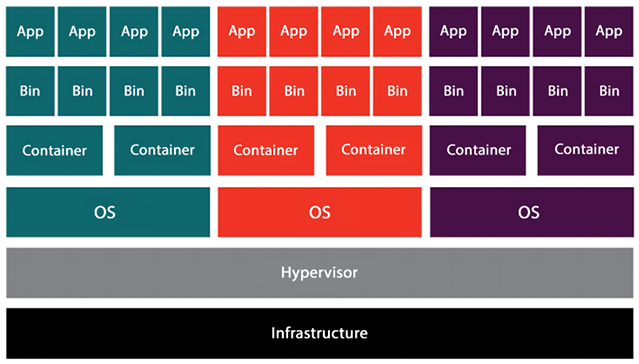 App App App App App App App App App App App App
Bin Bin Bin Bin Bin Bin Bin Bin Bin Bin Bin Bin
Container Container Container Container Container Container
OS OS OS
Hypervisor
Infrastructure